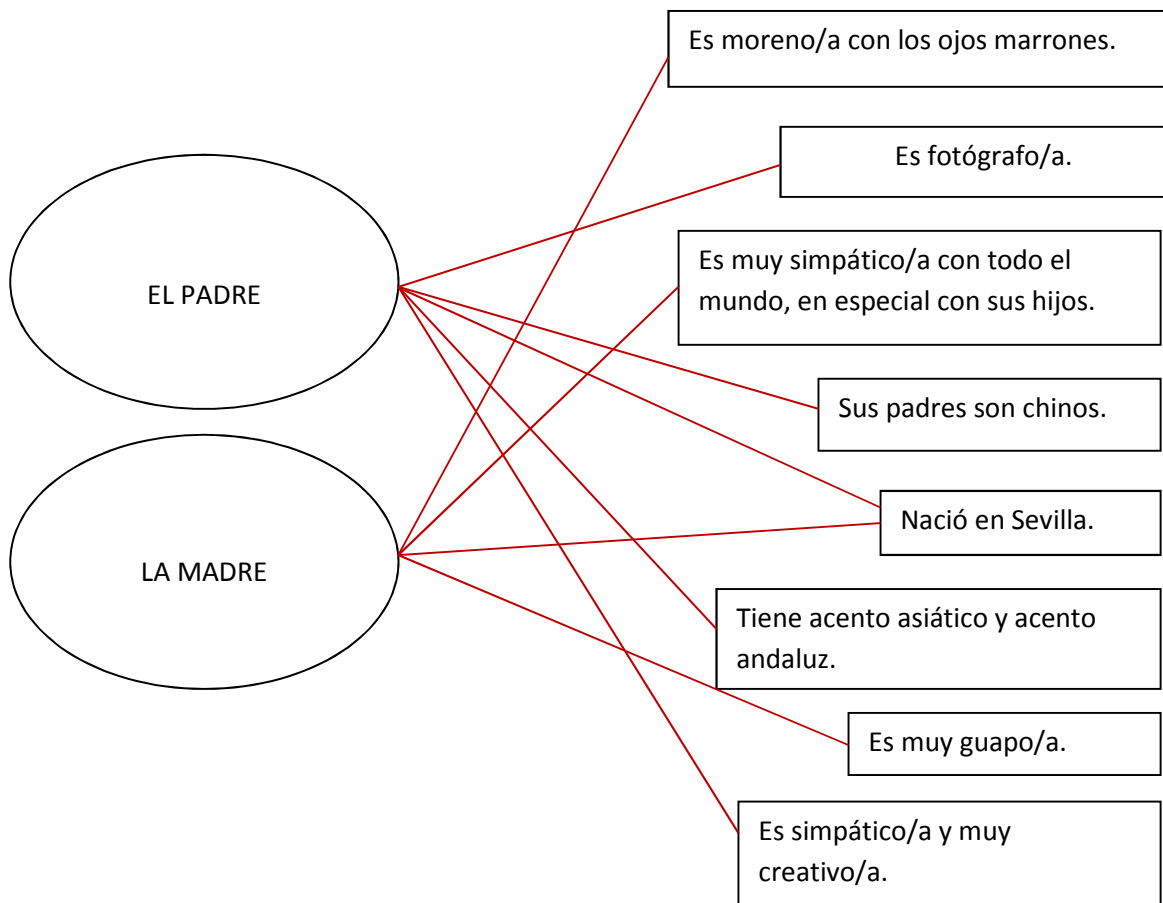 Es moreno/a con los ojos marrones.
Es fotógrafo/a.
Es muy simpático/a con todo el
mundo, en especial con sus hijos.
EL PADRE
Sus padres son chinos.
Nació en Sevilla.
LA MADRE
Tiene acento asiático y acento
andaluz.
Es muy guapo/a.
Es simpático/a y muy
creativo/a.